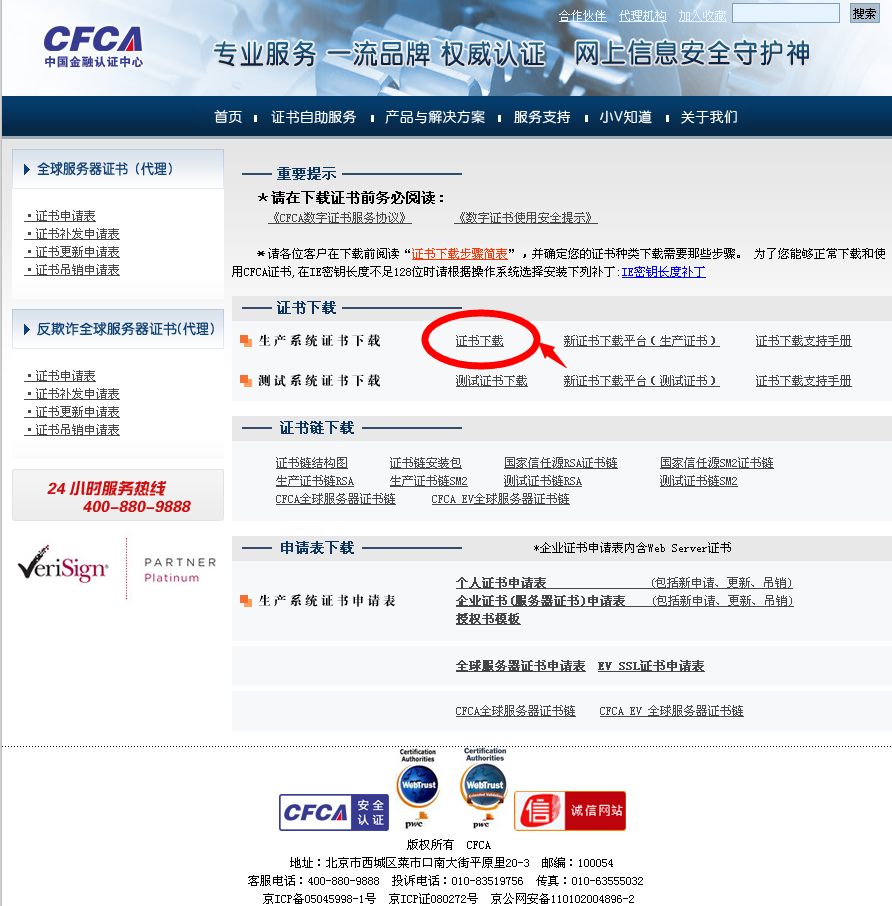 合作伙伴 代理机构 加入收藏 搜索
CFCA
中国金融认证中心
专业服务 一流品牌 权威认证 网上信息安全守护神
首页 证书自助服务 产品与解决方案 服务支持 小V知道 关于我们
全球服务器证书（代理）
·证书申请表
·证书补发申请表
·证书更新申请表
·证书吊销申请表
反欺诈全球服务器证书(代理)
·证书申请表
·证书补发申请表
·证书更新申请表
·证书吊销申请表
24 小时服务热线
400-880-9888
VeriSign
PARTNER
Platinum
重要提示
*请在下载证书前务必阅读：
《CFCA数字证书服务协议》 《数字证书使用安全提示》
*请各位客户在下载前阅读“证书下载步骤简表”，并确定您的证书种类下载需要那些步骤。 为了您能够正常下载和使
用CFCA证书,在IE密钥长度不足128位时请根据操作系统选择安装下列补丁:IE密钥长度补丁
证书下载
生产系统证书下载 证书下载 新证书下载平台（生产证书） 证书下载支持手册
测试系统证书下载 测试证书下载 新证书下载平台（测试证书） 证书下载支持手册
证书链下载
证书链结构图 证书链安装包 国家信任源RSA证书链 国家信任源SM2证书链
生产证书链RSA 生产证书链SM2 测试证书链RSA 测试证书链SM2
CFCA全球服务器证书链 CFCA EV全球服务器证书链
申请表下载 *企业证书申请表内含Web Server证书
生产系统证书申请表
个人证书申请表 (包括新申请、更新、吊销)
企业证书(服务器证书)申请表 (包括新申请、更新、吊销)
授权书模板
全球服务器证书申请表 EV SSL证书申请表
CFCA全球服务器证书链 CFCA EV 全球服务器证书链
CFCA 安全认证
Certification Authorities
WebTrust
pwc
Certification Authorities
WebTrust
Extended Validation
pwc
信 诚信网站
版权所有 CFCA
地址：北京市西城区菜市口南大街平原里20-3 邮编：100054
客服电话：400-880-9888 投诉电话：010-83519756 传真：010-63555032
京ICP备05045998-1号 京ICP证080272号 京公网安备110102004896-2